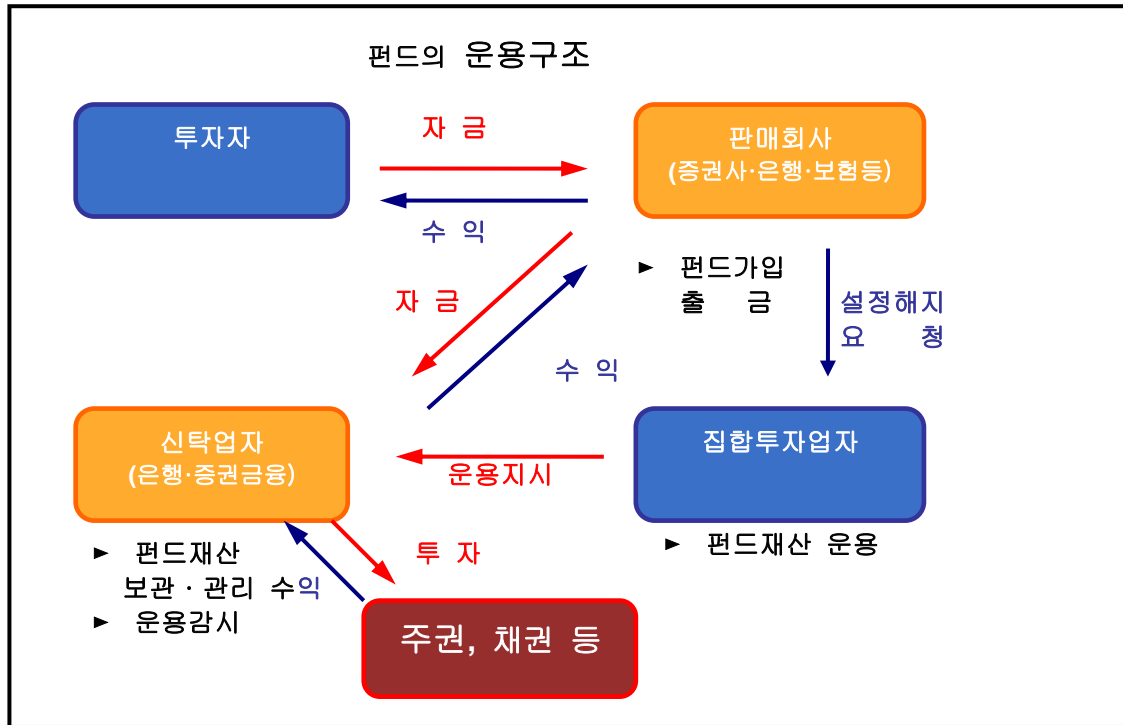 펀드의 운용구조
투자자
자 금
판매회사
(증권사·은행·보험등)
수 익
► 펀드가입
출 금
설정해지
요 청
자 금
수 익
신탁업자
(은행·증권금융)
운용지시
집합투자업자
► 펀드재산 운용
► 펀드재산
보관·관리 수익
► 운용감시
투 자
주권, 채권 등